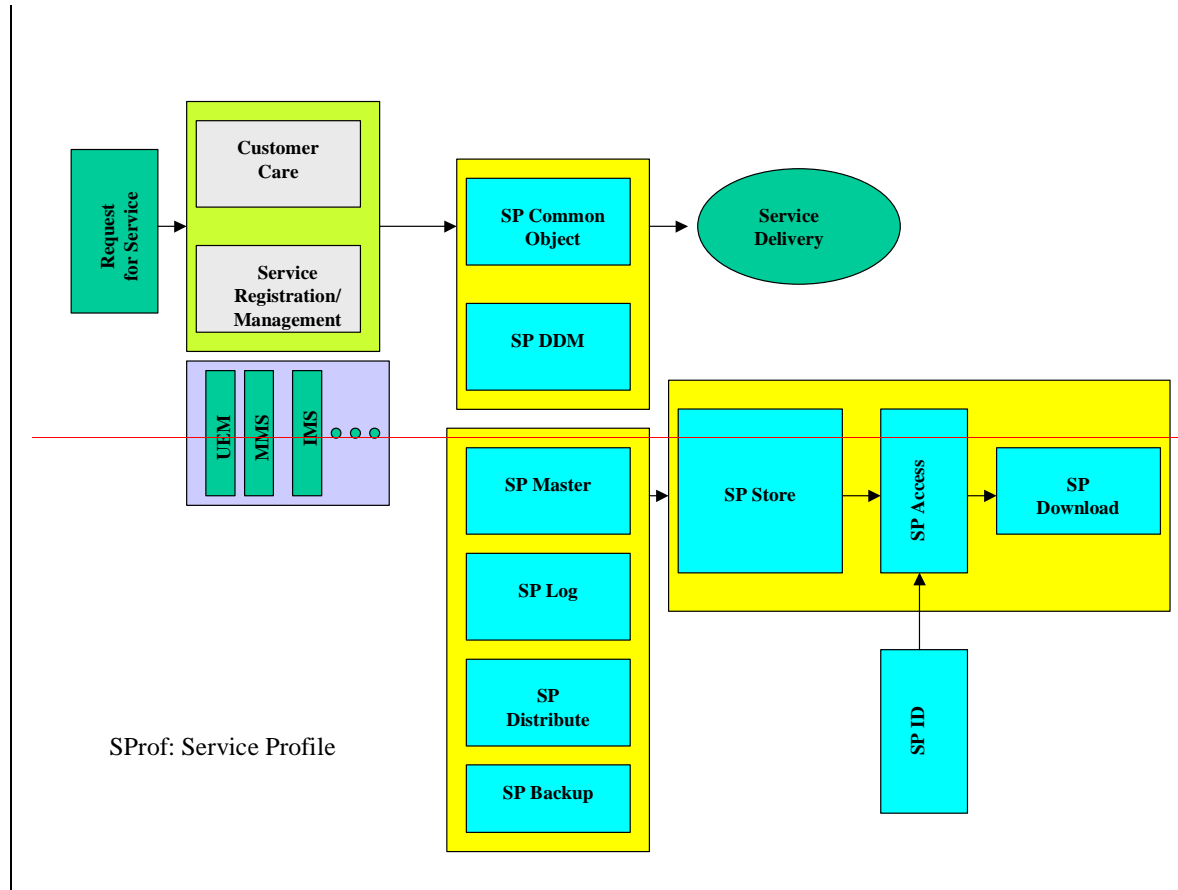 Request
for Service
Customer
Care
Service
Registration/
Management
SP Common
Object
SP DDM
Service
Delivery
UEM
MMS
IMS
SP Master
SP Log
SP
Distribute
SP Backup
SP Store
SP Access
SP
Download
SP ID
SProf: Service Profile